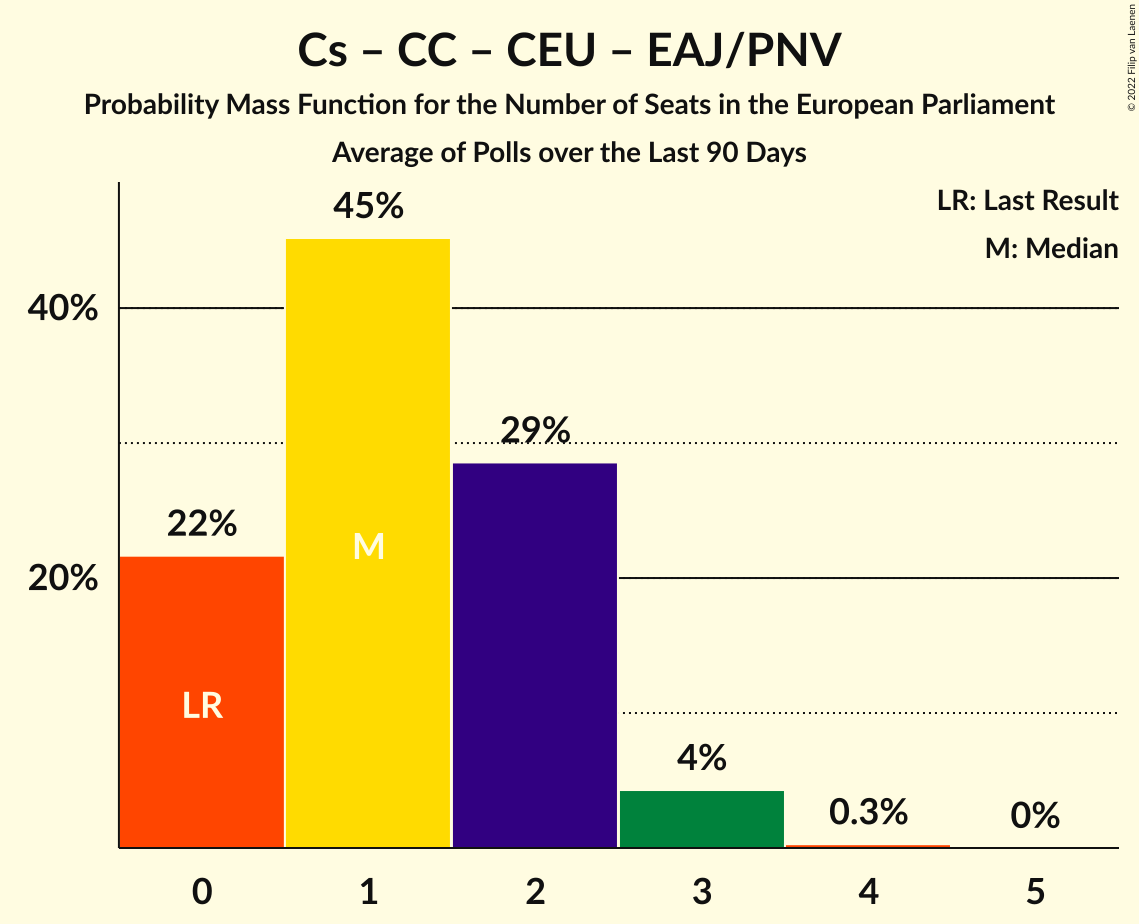 Cs – CC – CEU – EAJ/PNV
Probability Mass Function for the Number of Seats in the European Parliament
Average of Polls over the Last 90 Days
© 2022 Filip van Laenen
LR: Last Result
M: Median
45%
40%
29%
22%
M
20%
LR
4%
0.3%
0%
0 1 2 3 4 5